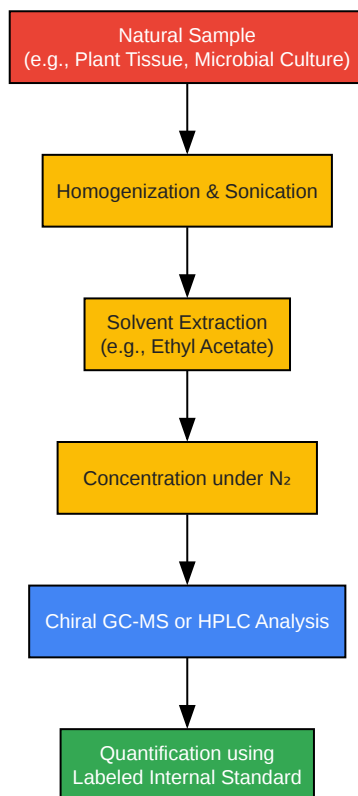 Natural Sample
(e.g., Plant Tissue, Microbial Culture)
Homogenization & Sonication
Solvent Extraction
(e.g., Ethyl Acetate)
Concentration under N₂
Chiral GC-MS or HPLC Analysis
Quantification using
Labeled Internal Standard